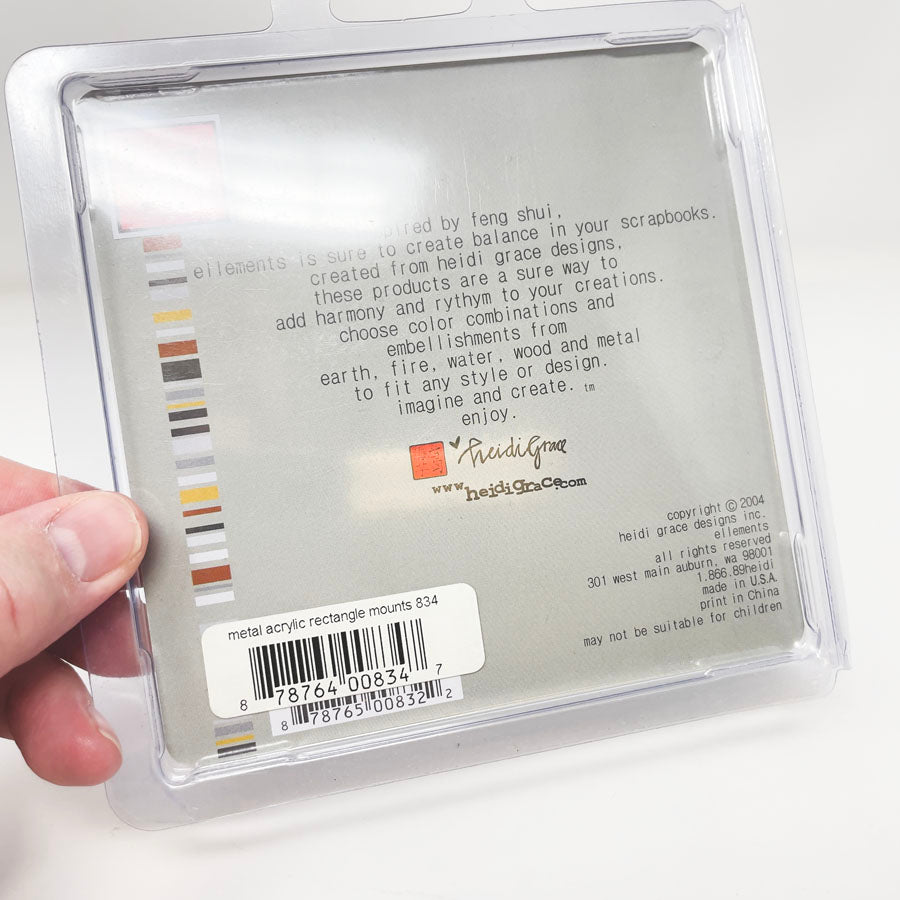 by feng shui,
ellements is sure to create balance in your scrapbooks.
created from heidi grace designs,
these products are a sure way to
add harmony and rythym to your creations.
choose color combinations and
embellishments from
earth, fire, water, wood and metal
to fit any style or design.
imagine and create. tm
enjoy.
heidi grace
www.heidigrace.com
copyright © 2004
heidi grace designs inc.
ellements
all rights reserved
301 west main auburn, wa 98001
1.866.89heidi
made in U.S.A.
print in China
may not be suitable for children
metal acrylic rectangle mounts 834
8 78764 00834 7
8 78765 00832 2